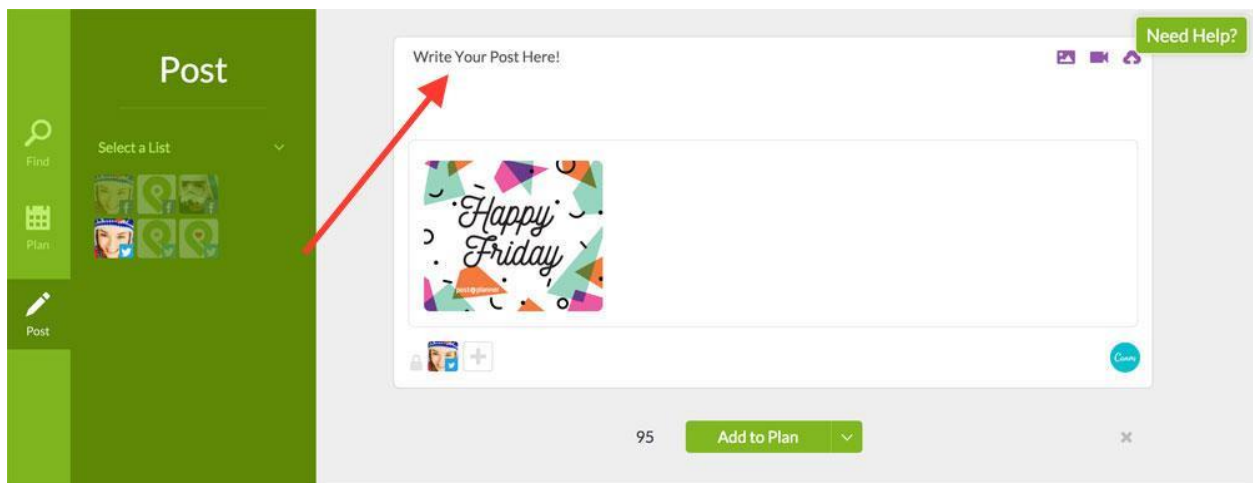 Need Help?
Post
Write Your Post Here!
Find
Select a List
Plan
Post
Happy
Friday
post planner
Canva
95
Add to Plan